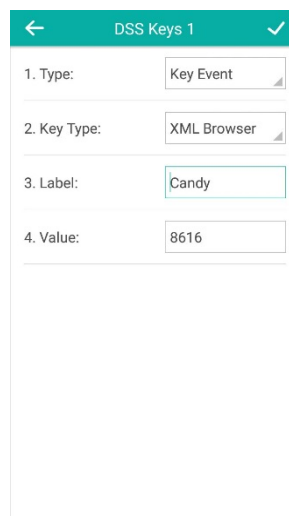 DSS Keys 1
1. Type: Key Event
2. Key Type: XML Browser
3. Label: Candy
4. Value: 8616